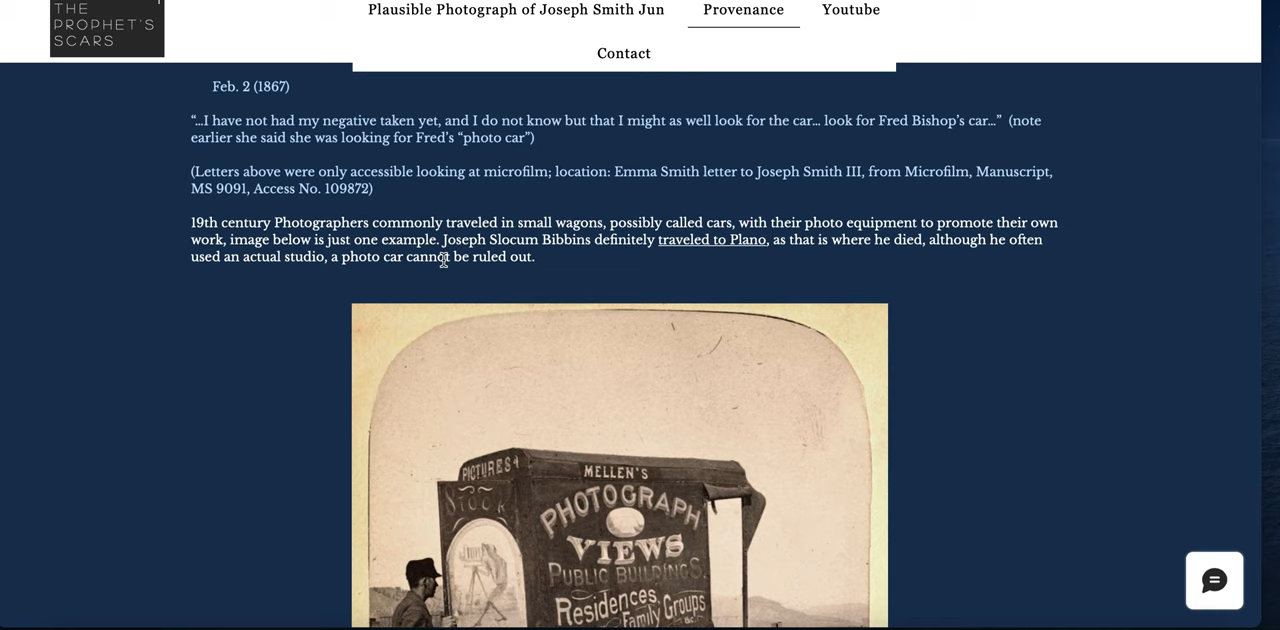 THE
PROPHET'S
SCARS
Plausible Photograph of Joseph Smith Jun
Provenance
Youtube
Contact
Feb. 2 (1867)
“…I have not had my negative taken yet, and I do not know but that I might as well look for the car… look for Fred Bishop’s car…”  (note
earlier she said she was looking for Fred’s “photo car”)
(Letters above were only accessible looking at microfilm; location: Emma Smith letter to Joseph Smith III, from Microfilm, Manuscript,
MS 9091, Access No. 109872)
19th century Photographers commonly traveled in small wagons, possibly called cars, with their photo equipment to promote their own
work, image below is just one example. Joseph Slocum Bibbins definitely traveled to Plano, as that is where he died, although he often
used an actual studio, a photo car cannot be ruled out.
PICTURES
STOCK
MELLEN'S
PHOTOGRAPH
VIEWS
PUBLIC BUILDINGS.
Residences,
Family Groups
&c.